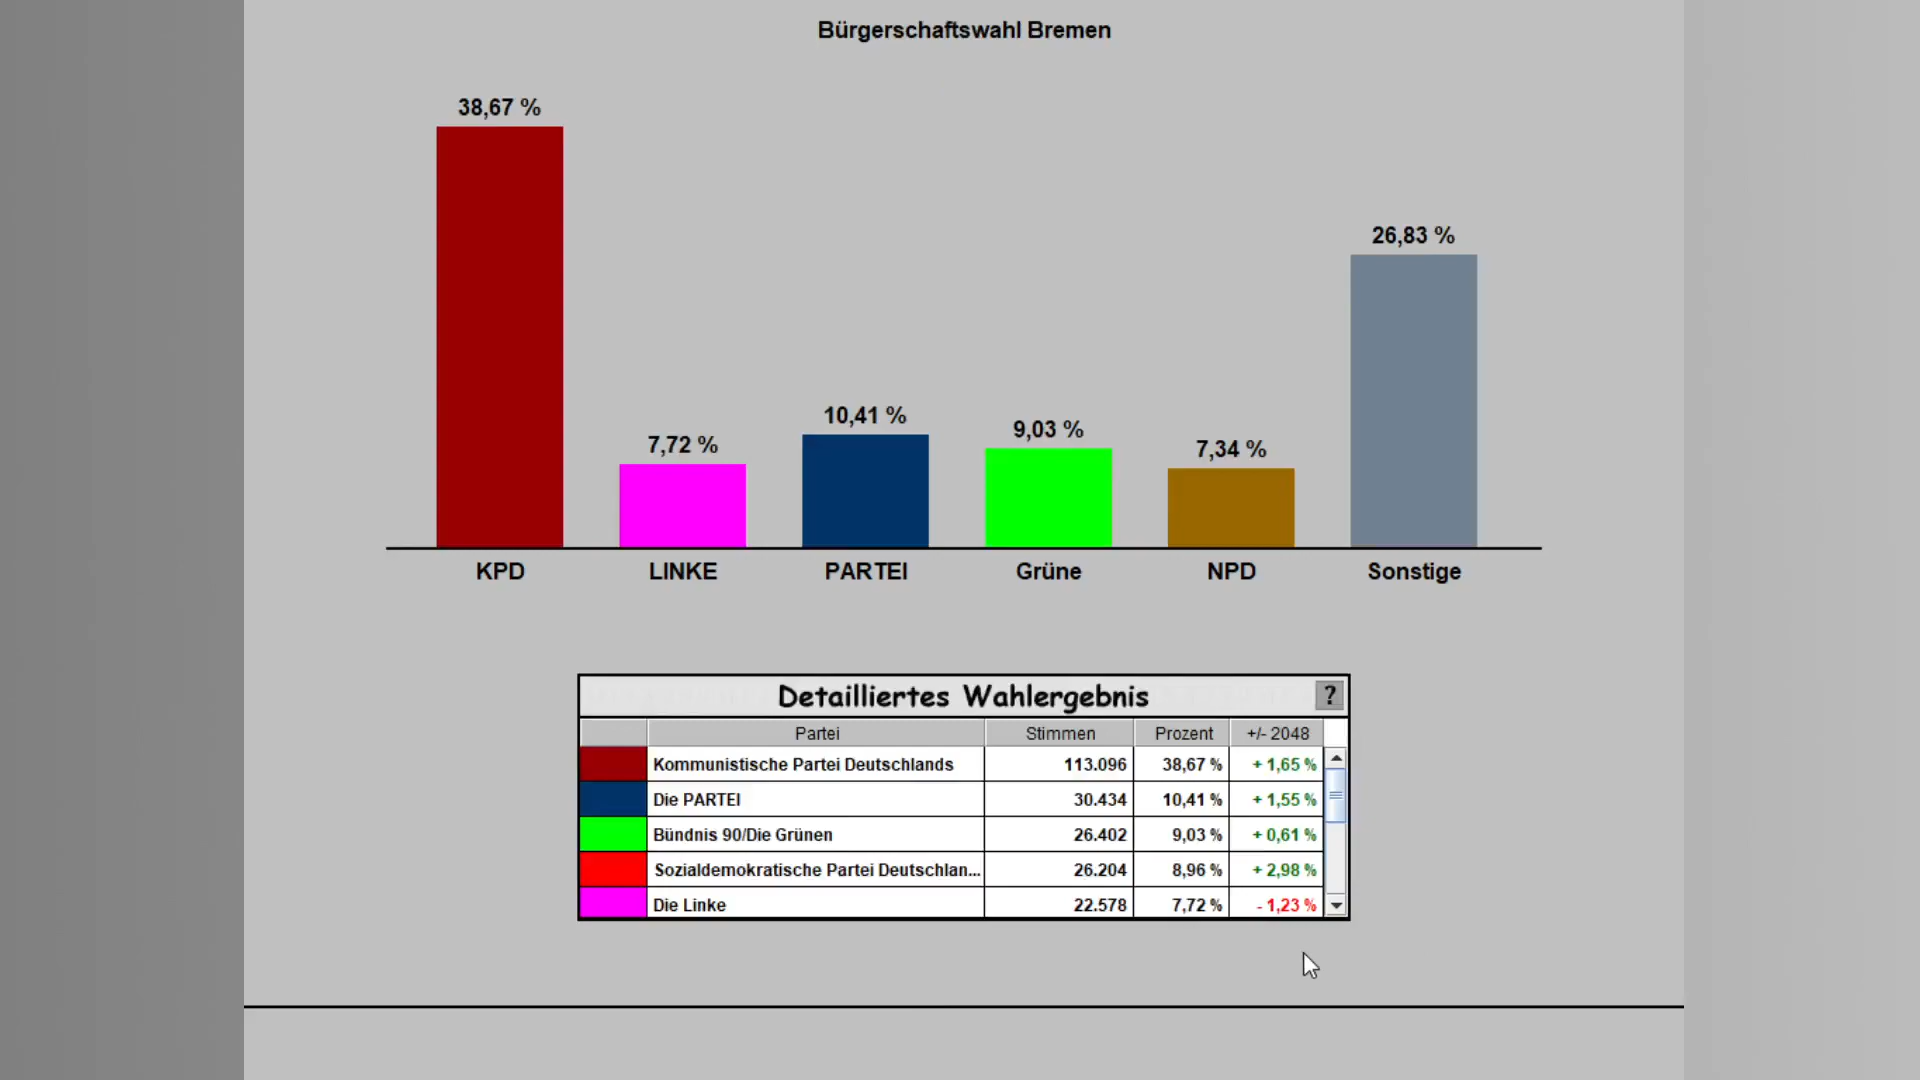 Bürgerschaftswahl Bremen
38,67 %
26,83 %
10,41 %
9,03 %
7,72 %
7,34 %
KPD LINKE PARTEI Grüne NPD Sonstige
Detailliertes Wahlergebnis ?
Partei Stimmen Prozent +/- 2048
Kommunistische Partei Deutschlands 113.096 38,67 % + 1,65 %
Die PARTEI 30.434 10,41 % + 1,55 %
Bündnis 90/Die Grünen 26.402 9,03 % + 0,61 %
Sozialdemokratische Partei Deutschlan... 26.204 8,96 % + 2,98 %
Die Linke 22.578 7,72 % - 1,23 %